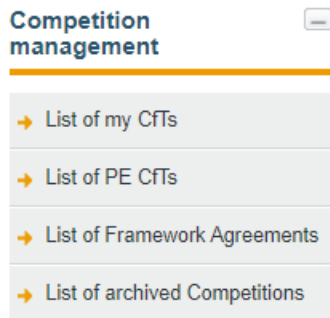 Competition
management
List of my CfTs
List of PE CfTs
List of Framework Agreements
List of archived Competitions